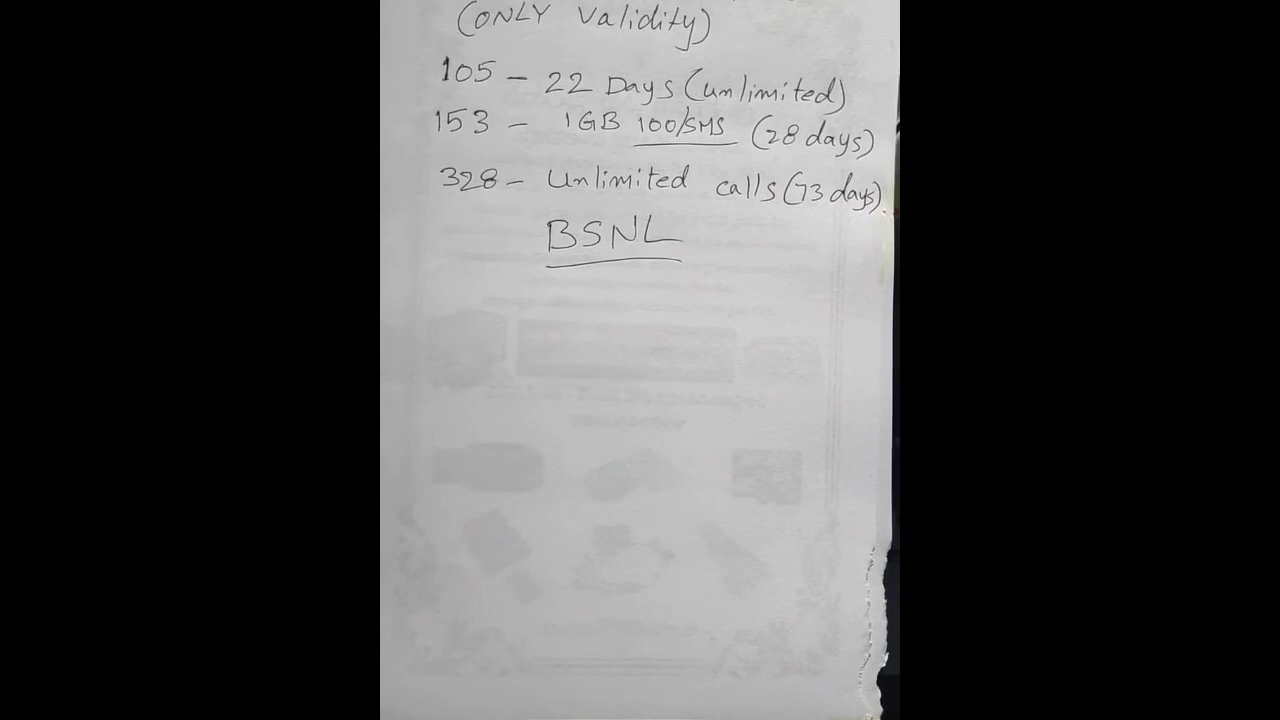 (ONLY Validity)
105 - 22 Days (unlimited)
153 - 1GB 100/SMS (28 days)
328 - Unlimited calls (73 days)
BSNL